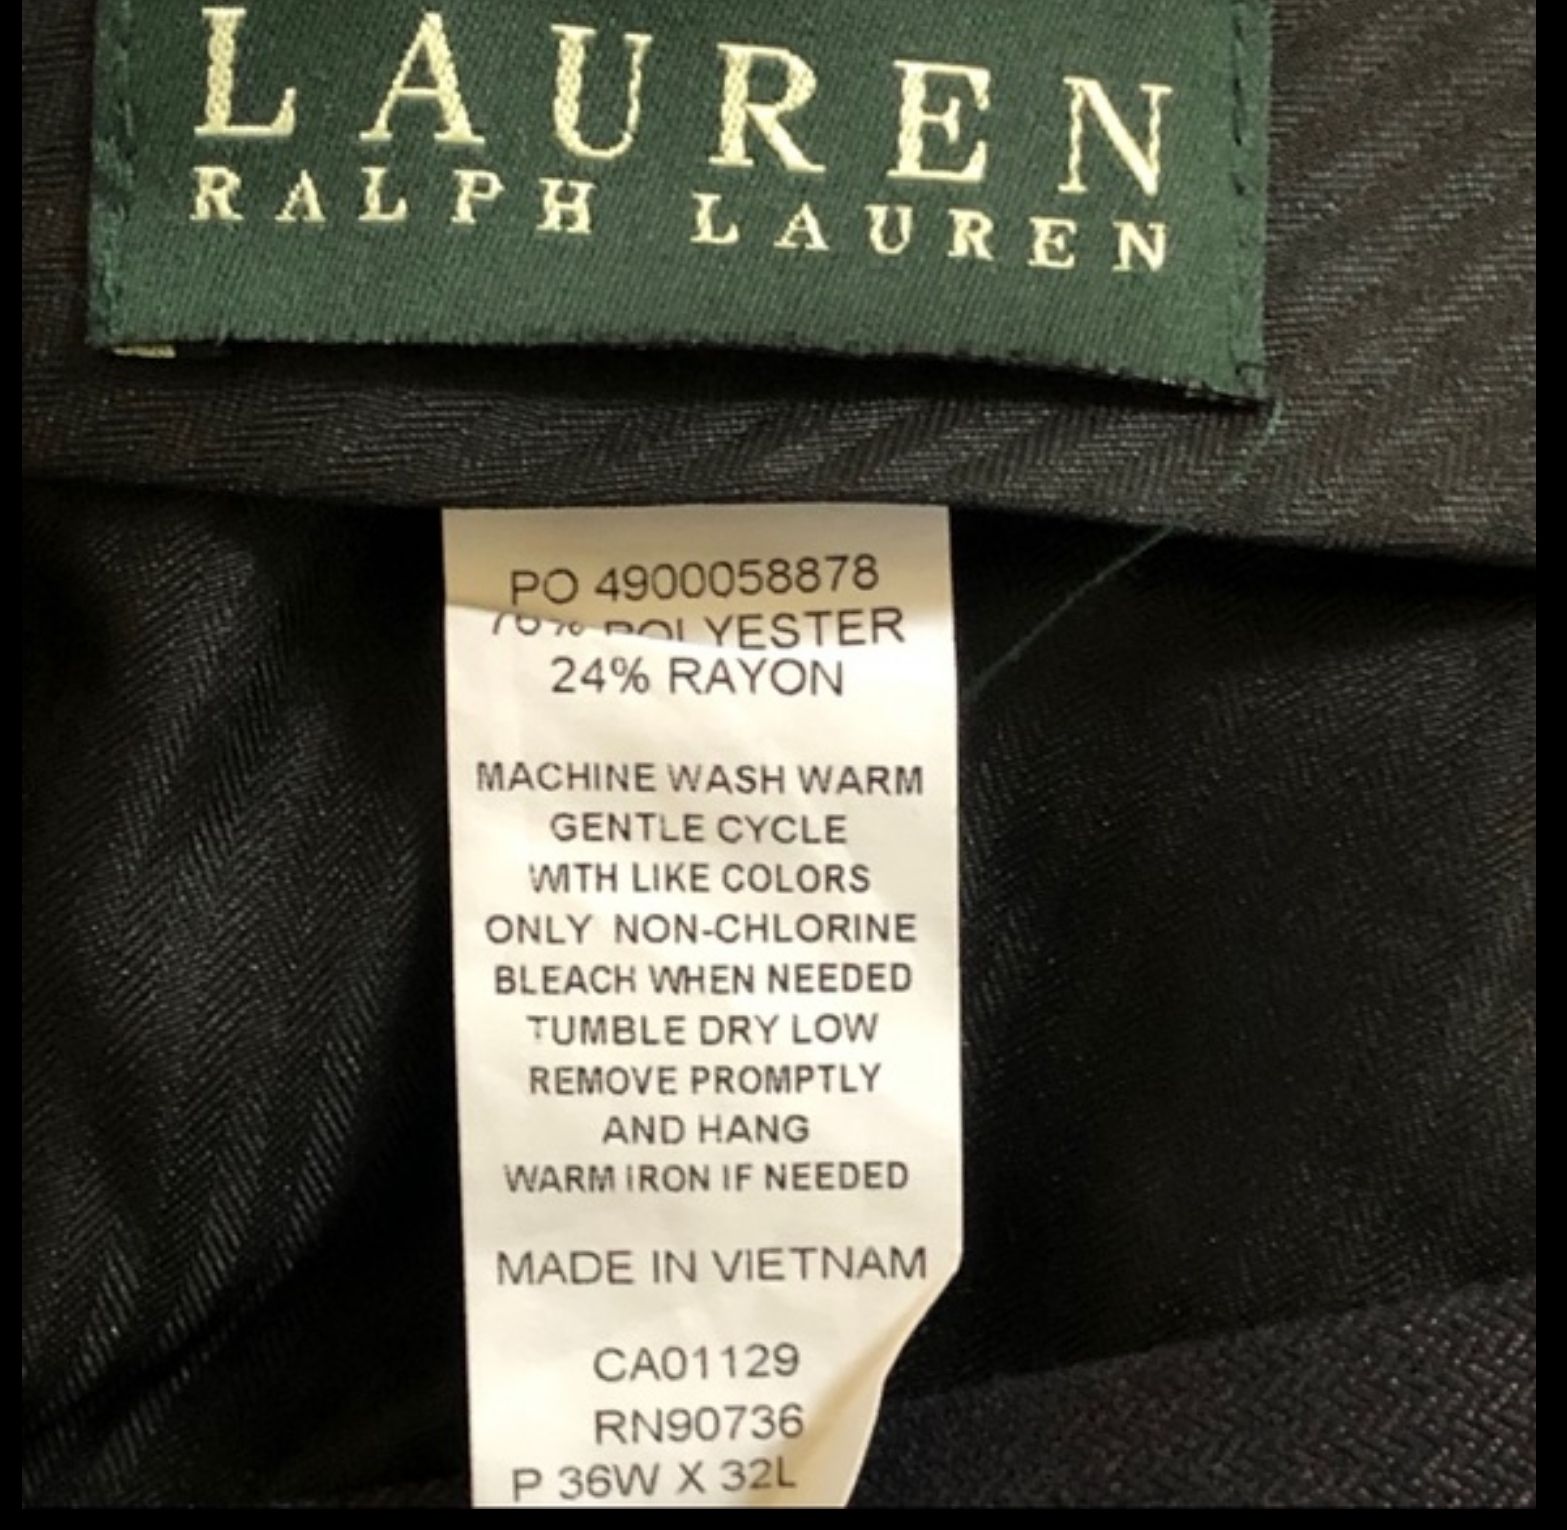 LAUREN
RALPH LAUREN
PO 4900058878
76% POLYESTER
24% RAYON
MACHINE WASH WARM
GENTLE CYCLE
WITH LIKE COLORS
ONLY NON-CHLORINE
BLEACH WHEN NEEDED
TUMBLE DRY LOW
REMOVE PROMPTLY
AND HANG
WARM IRON IF NEEDED
MADE IN VIETNAM
CA01129
RN90736
P 36W X 32L